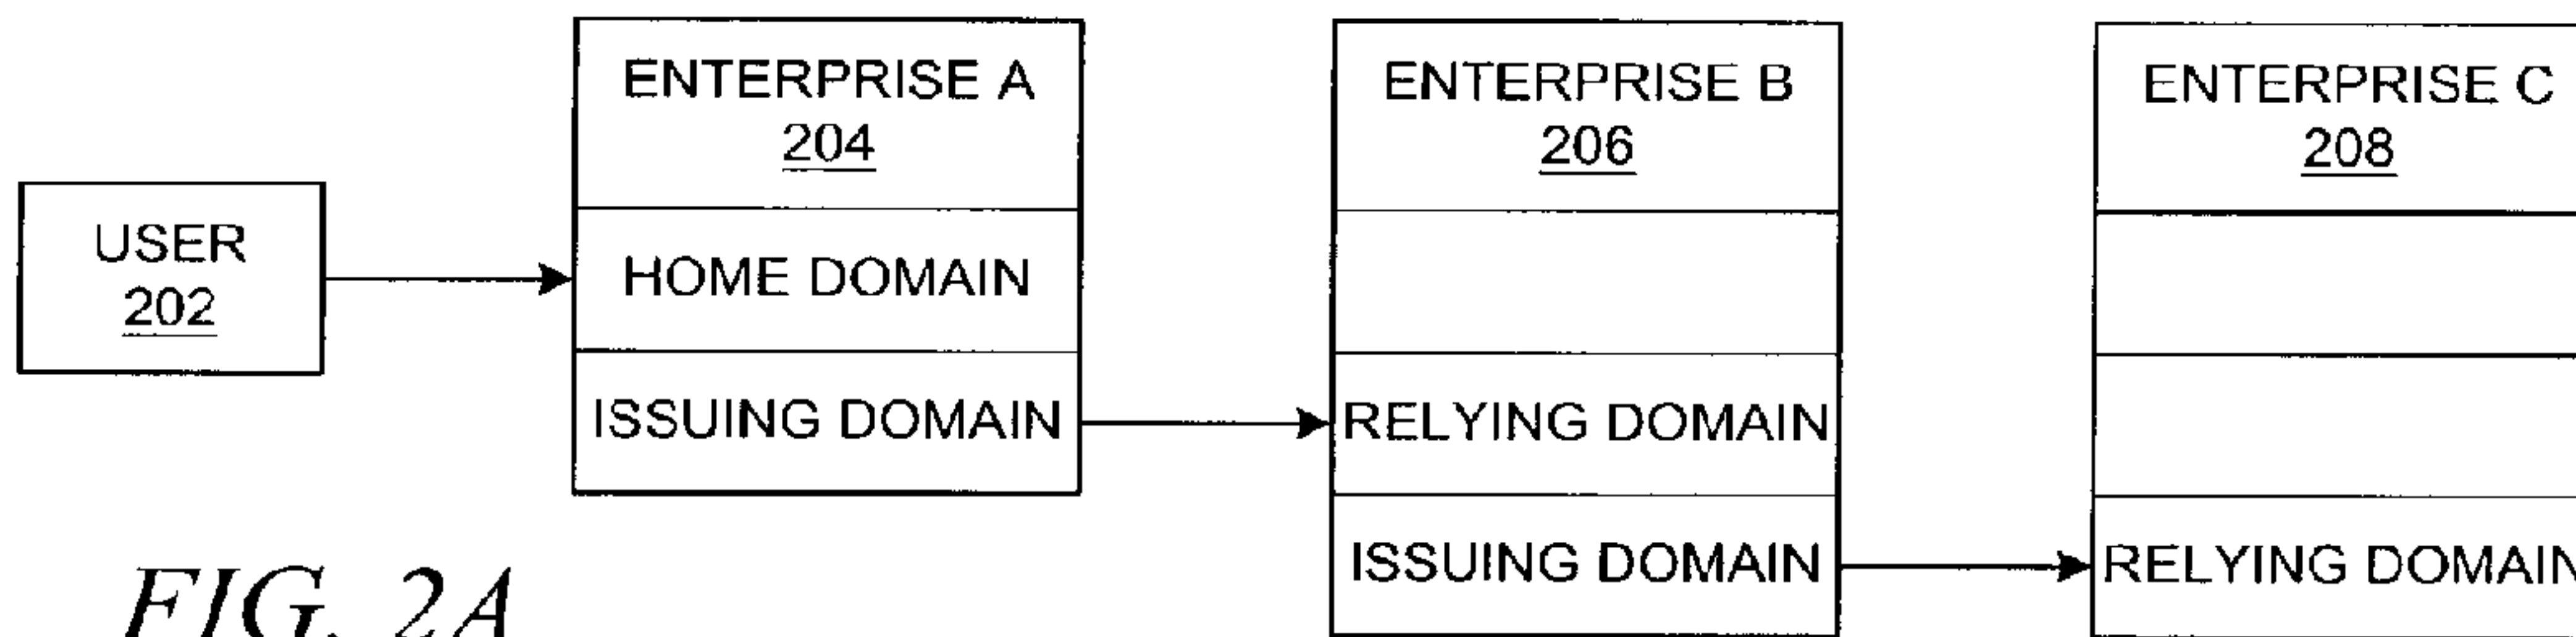 USER
202
ENTERPRISE A
204
HOME DOMAIN
ISSUING DOMAIN
ENTERPRISE B
206
RELYING DOMAIN
ISSUING DOMAIN
ENTERPRISE C
208
RELYING DOMAIN
FIG. 2A